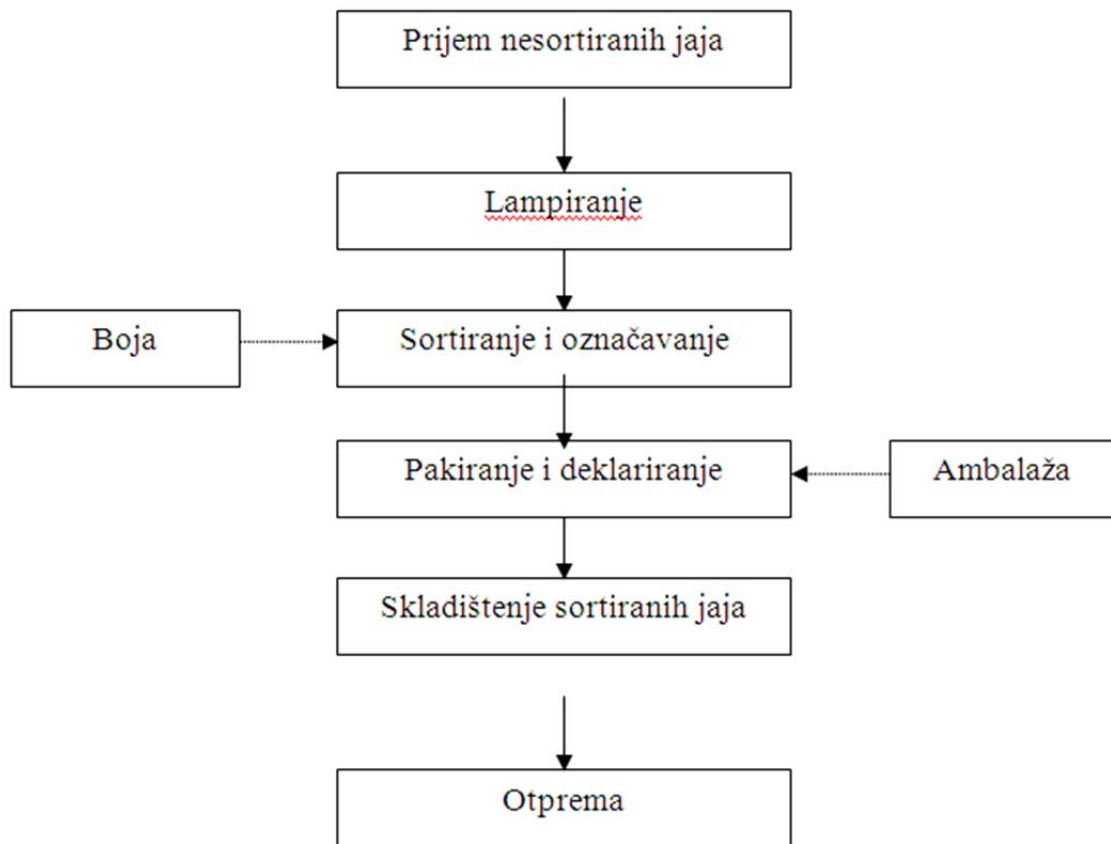 Prijem nesortiranih jaja
Lampiranje
Boja
Sortiranje i označavanje
Pakiranje i deklariranje
Ambalaža
Skladištenje sortiranih jaja
Otprema